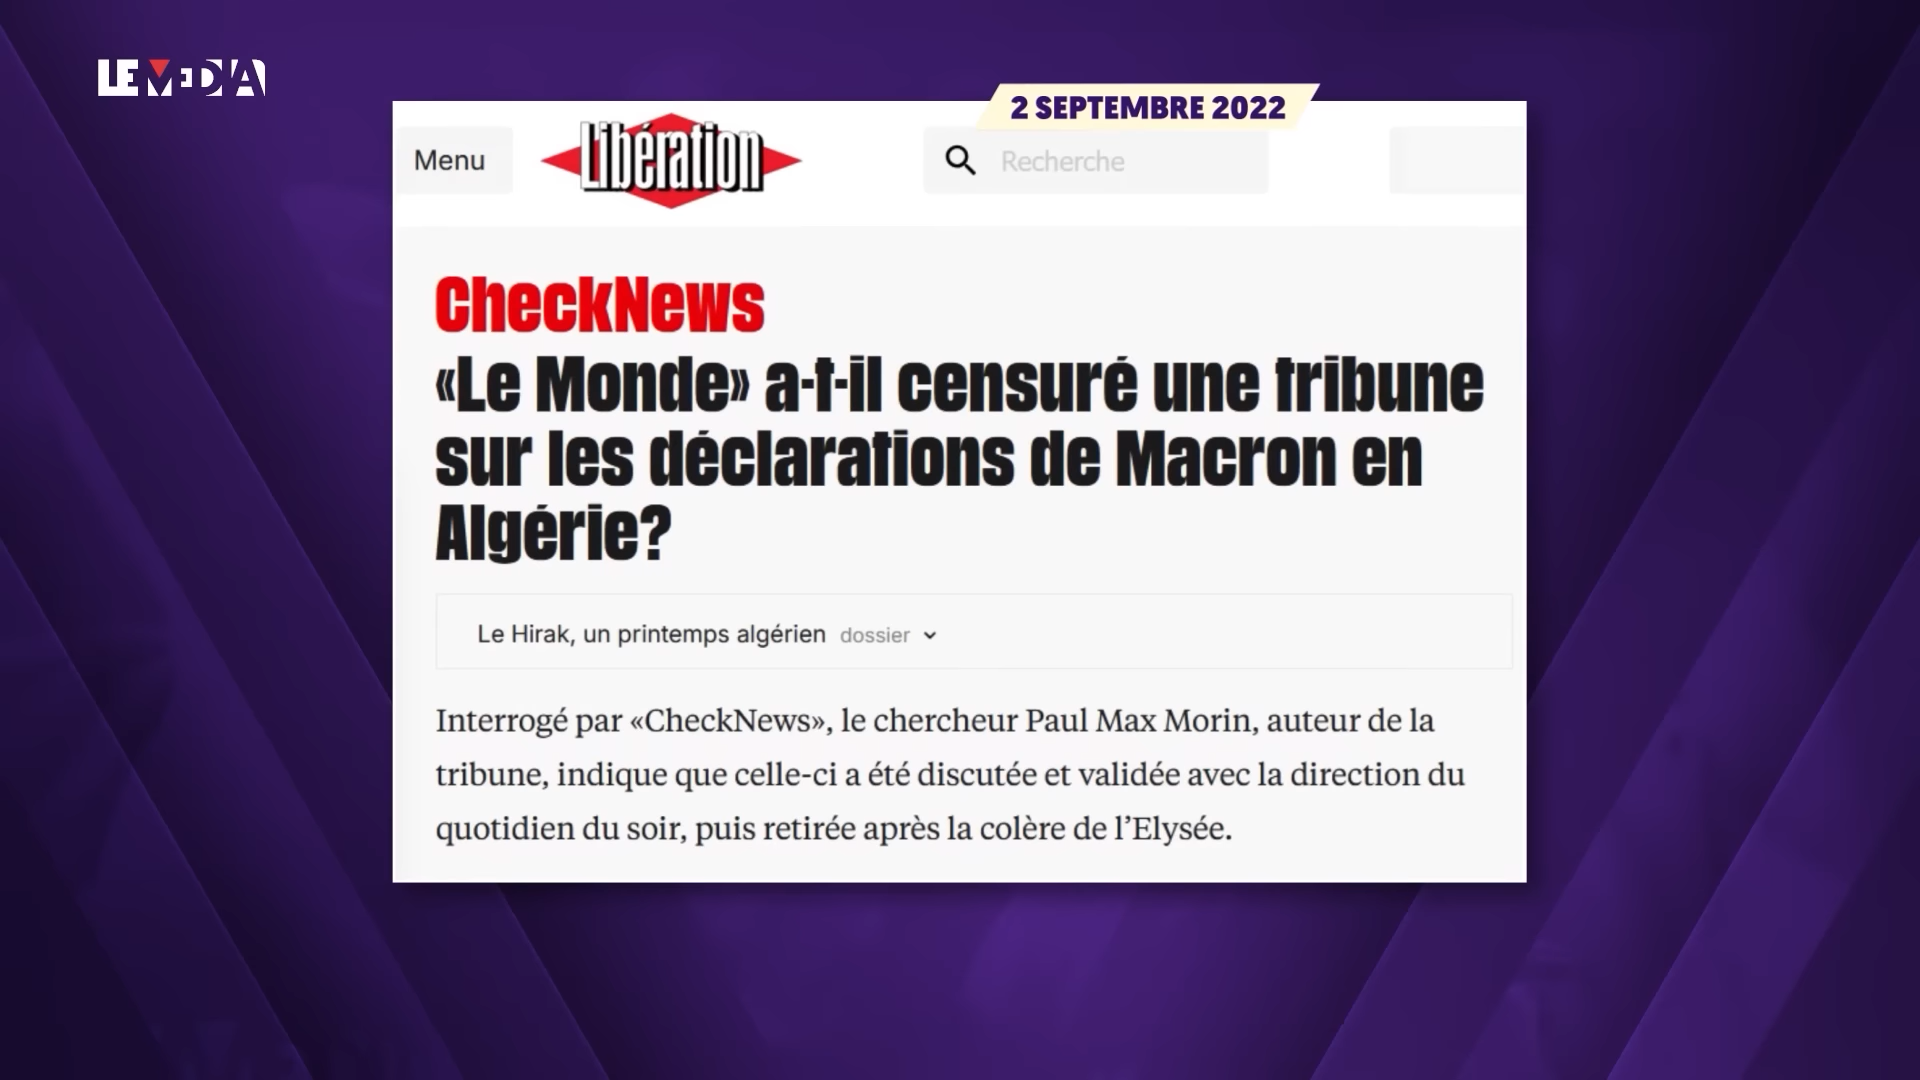 LE MEDIA
2 SEPTEMBRE 2022
Menu
Libération
Recherche
CheckNews
«Le Monde» a-t-il censuré une tribune
sur les déclarations de Macron en
Algérie?
Le Hirak, un printemps algérien dossier
Interrogé par «CheckNews», le chercheur Paul Max Morin, auteur de la
tribune, indique que celle-ci a été discutée et validée avec la direction du
quotidien du soir, puis retirée après la colère de l’Elysée.